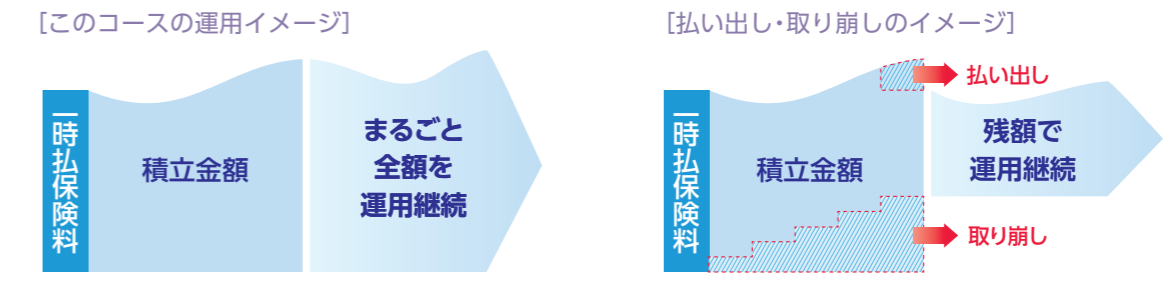 [このコースの運用イメージ]
一時払保険料
積立金額
まるごと
全額を
運用継続
[払い出し・取り崩しのイメージ]
一時払保険料
積立金額
払い出し
残額で
運用継続
取り崩し